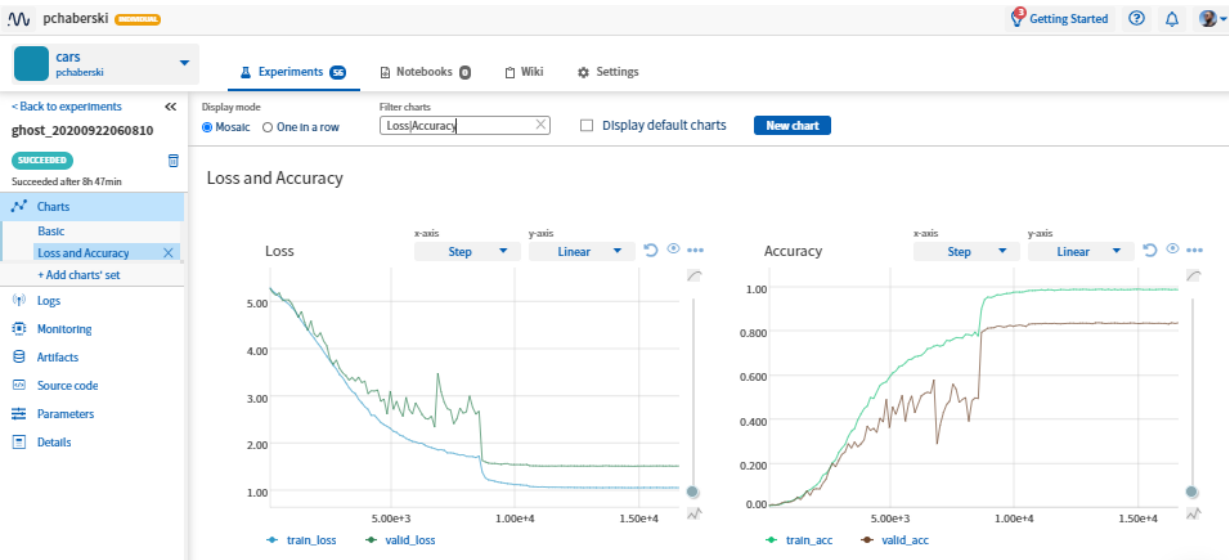 pchaberski INDIVIDUAL
3 Getting Started
cars
pchaberski
Experiments 56 Notebooks 0 Wiki Settings
< Back to experiments
ghost_20200922060810
SUCCEEDED
Succeeded after 8h 47min
Charts
Basic
Loss and Accuracy
+ Add charts' set
Logs
Monitoring
Artifacts
Source code
Parameters
Details
Display mode
Mosaic One in a row
Filter charts
Loss|Accuracy
Display default charts
New chart
Loss and Accuracy
Loss
x-axis
Step
y-axis
Linear
5.00
4.00
3.00
2.00
1.00
5.00e+3 1.00e+4 1.50e+4
train_loss valid_loss
Accuracy
x-axis
Step
y-axis
Linear
1.00
0.800
0.600
0.400
0.200
0.00
5.00e+3 1.00e+4 1.50e+4
train_acc valid_acc